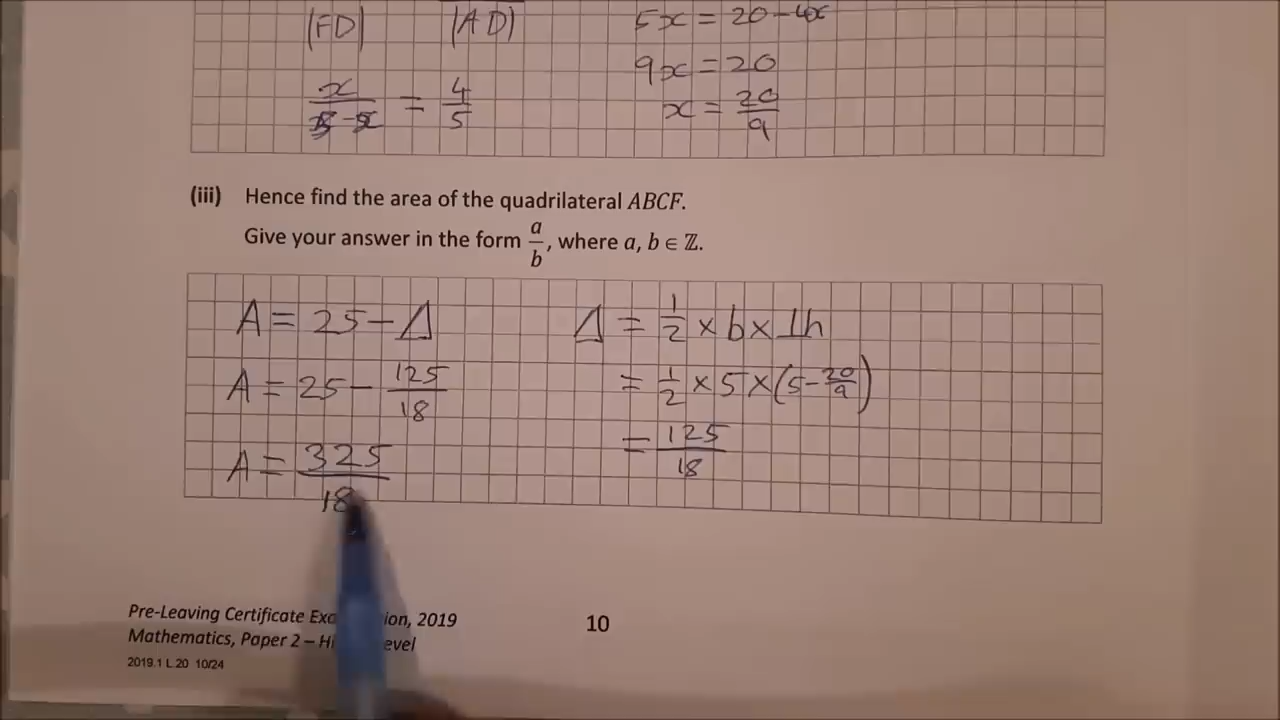 |FD| |AD|
x/(5-x) = 4/5
5x = 20-4x
9x = 20
x = 20/9
(iii) Hence find the area of the quadrilateral ABCF.
Give your answer in the form a/b, where a, b ∈ ℤ.
A = 25 - Δ
A = 25 - 125/18
A = 325/18
Δ = 1/2 × b × ⊥h
= 1/2 × 5 × (5 - 20/9)
= 125/18
Pre-Leaving Certificate Exa ion, 2019
Mathematics, Paper 2 – Hi evel
2019.1 L.20 10/24
10